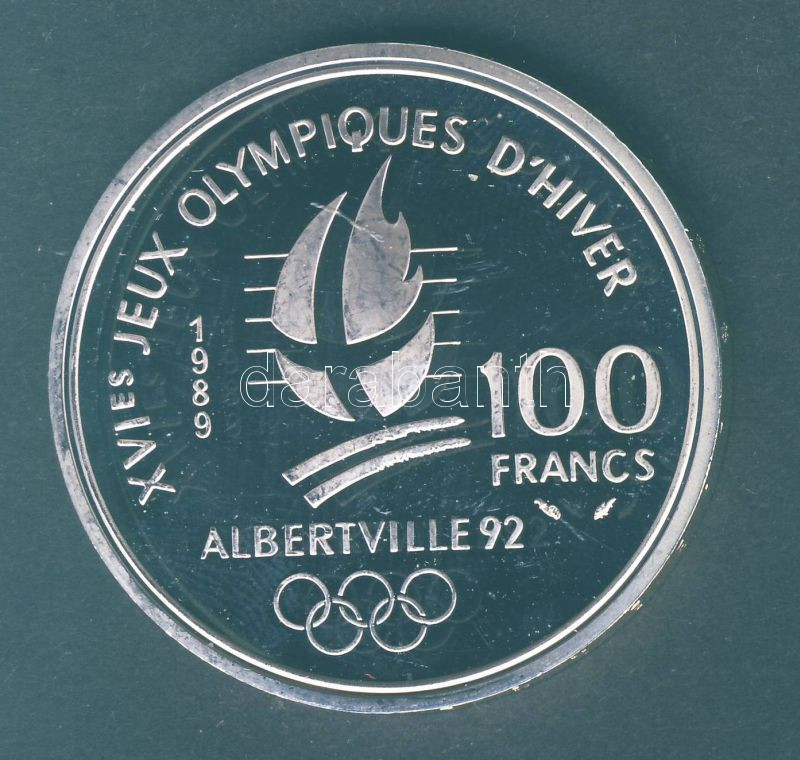 XVIES JEUX OLYMPIQUES D'HIVER
1989
100
FRANCS
ALBERTVILLE 92
darabanth